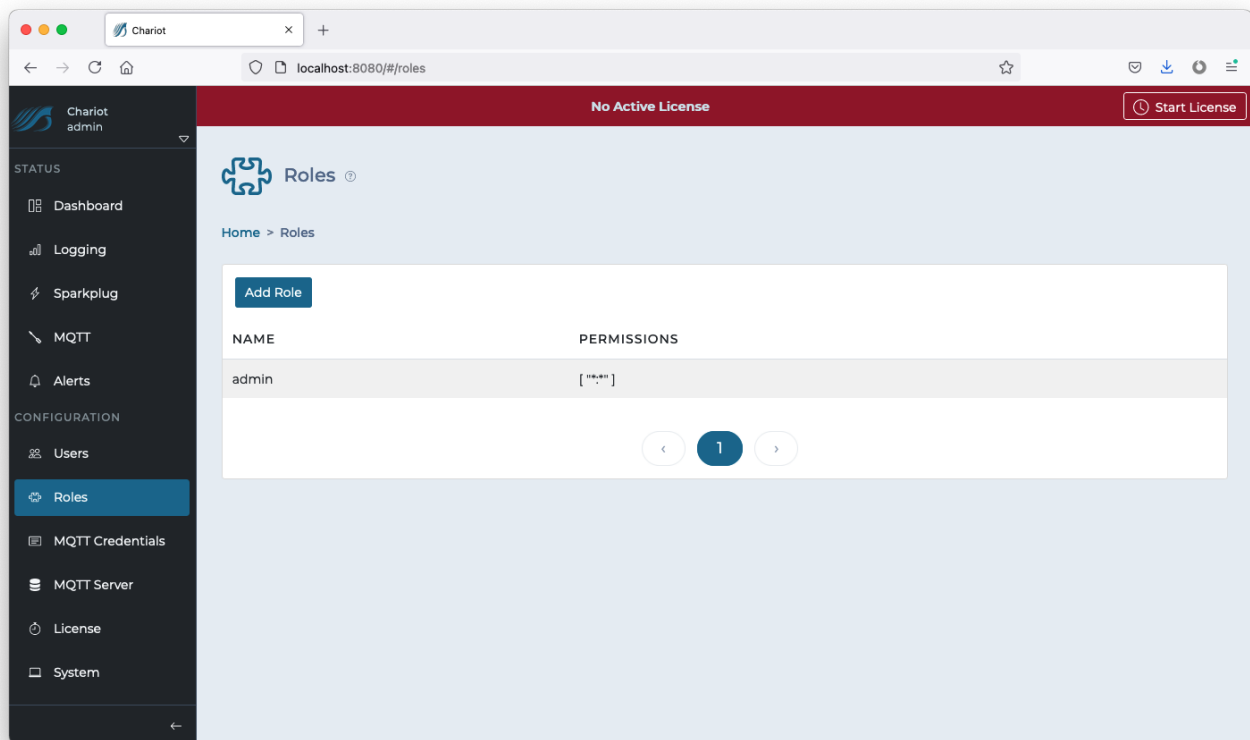 Chariot
localhost:8080/#/roles
Chariot
admin
No Active License
Start License
STATUS
Dashboard
Logging
Sparkplug
MQTT
Alerts
CONFIGURATION
Users
Roles
MQTT Credentials
MQTT Server
License
System
Roles
Home > Roles
Add Role
NAME PERMISSIONS
admin [ "*:*" ]
‹ 1 ›